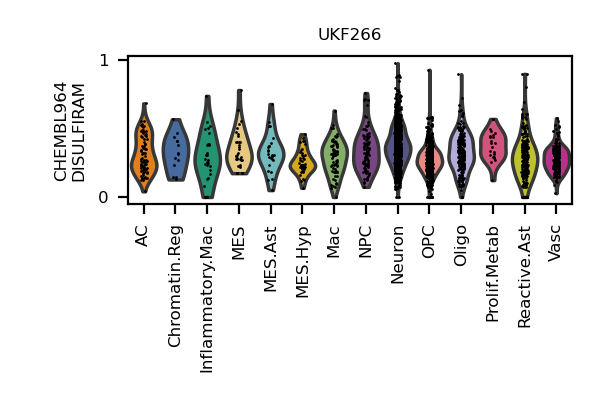 UKF266
CHEMBL964
DISULFIRAM
1
0
AC
Chromatin.Reg
Inflammatory.Mac
MES
MES.Ast
MES.Hyp
Mac
NPC
Neuron
OPC
Oligo
Prolif.Metab
Reactive.Ast
Vasc